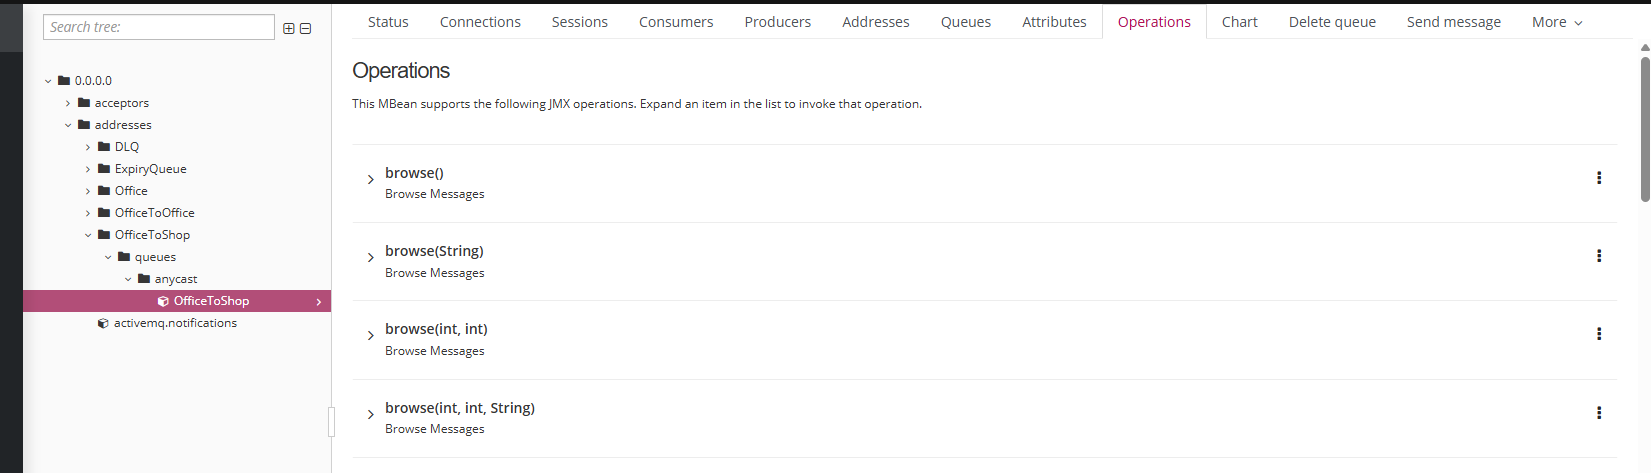 Search tree:
0.0.0.0
acceptors
addresses
DLQ
ExpiryQueue
Office
OfficeToOffice
OfficeToShop
queues
anycast
OfficeToShop
activemq.notifications
Status Connections Sessions Consumers Producers Addresses Queues Attributes Operations Chart Delete queue Send message More
Operations
This MBean supports the following JMX operations. Expand an item in the list to invoke that operation.
browse()
Browse Messages
browse(String)
Browse Messages
browse(int, int)
Browse Messages
browse(int, int, String)
Browse Messages